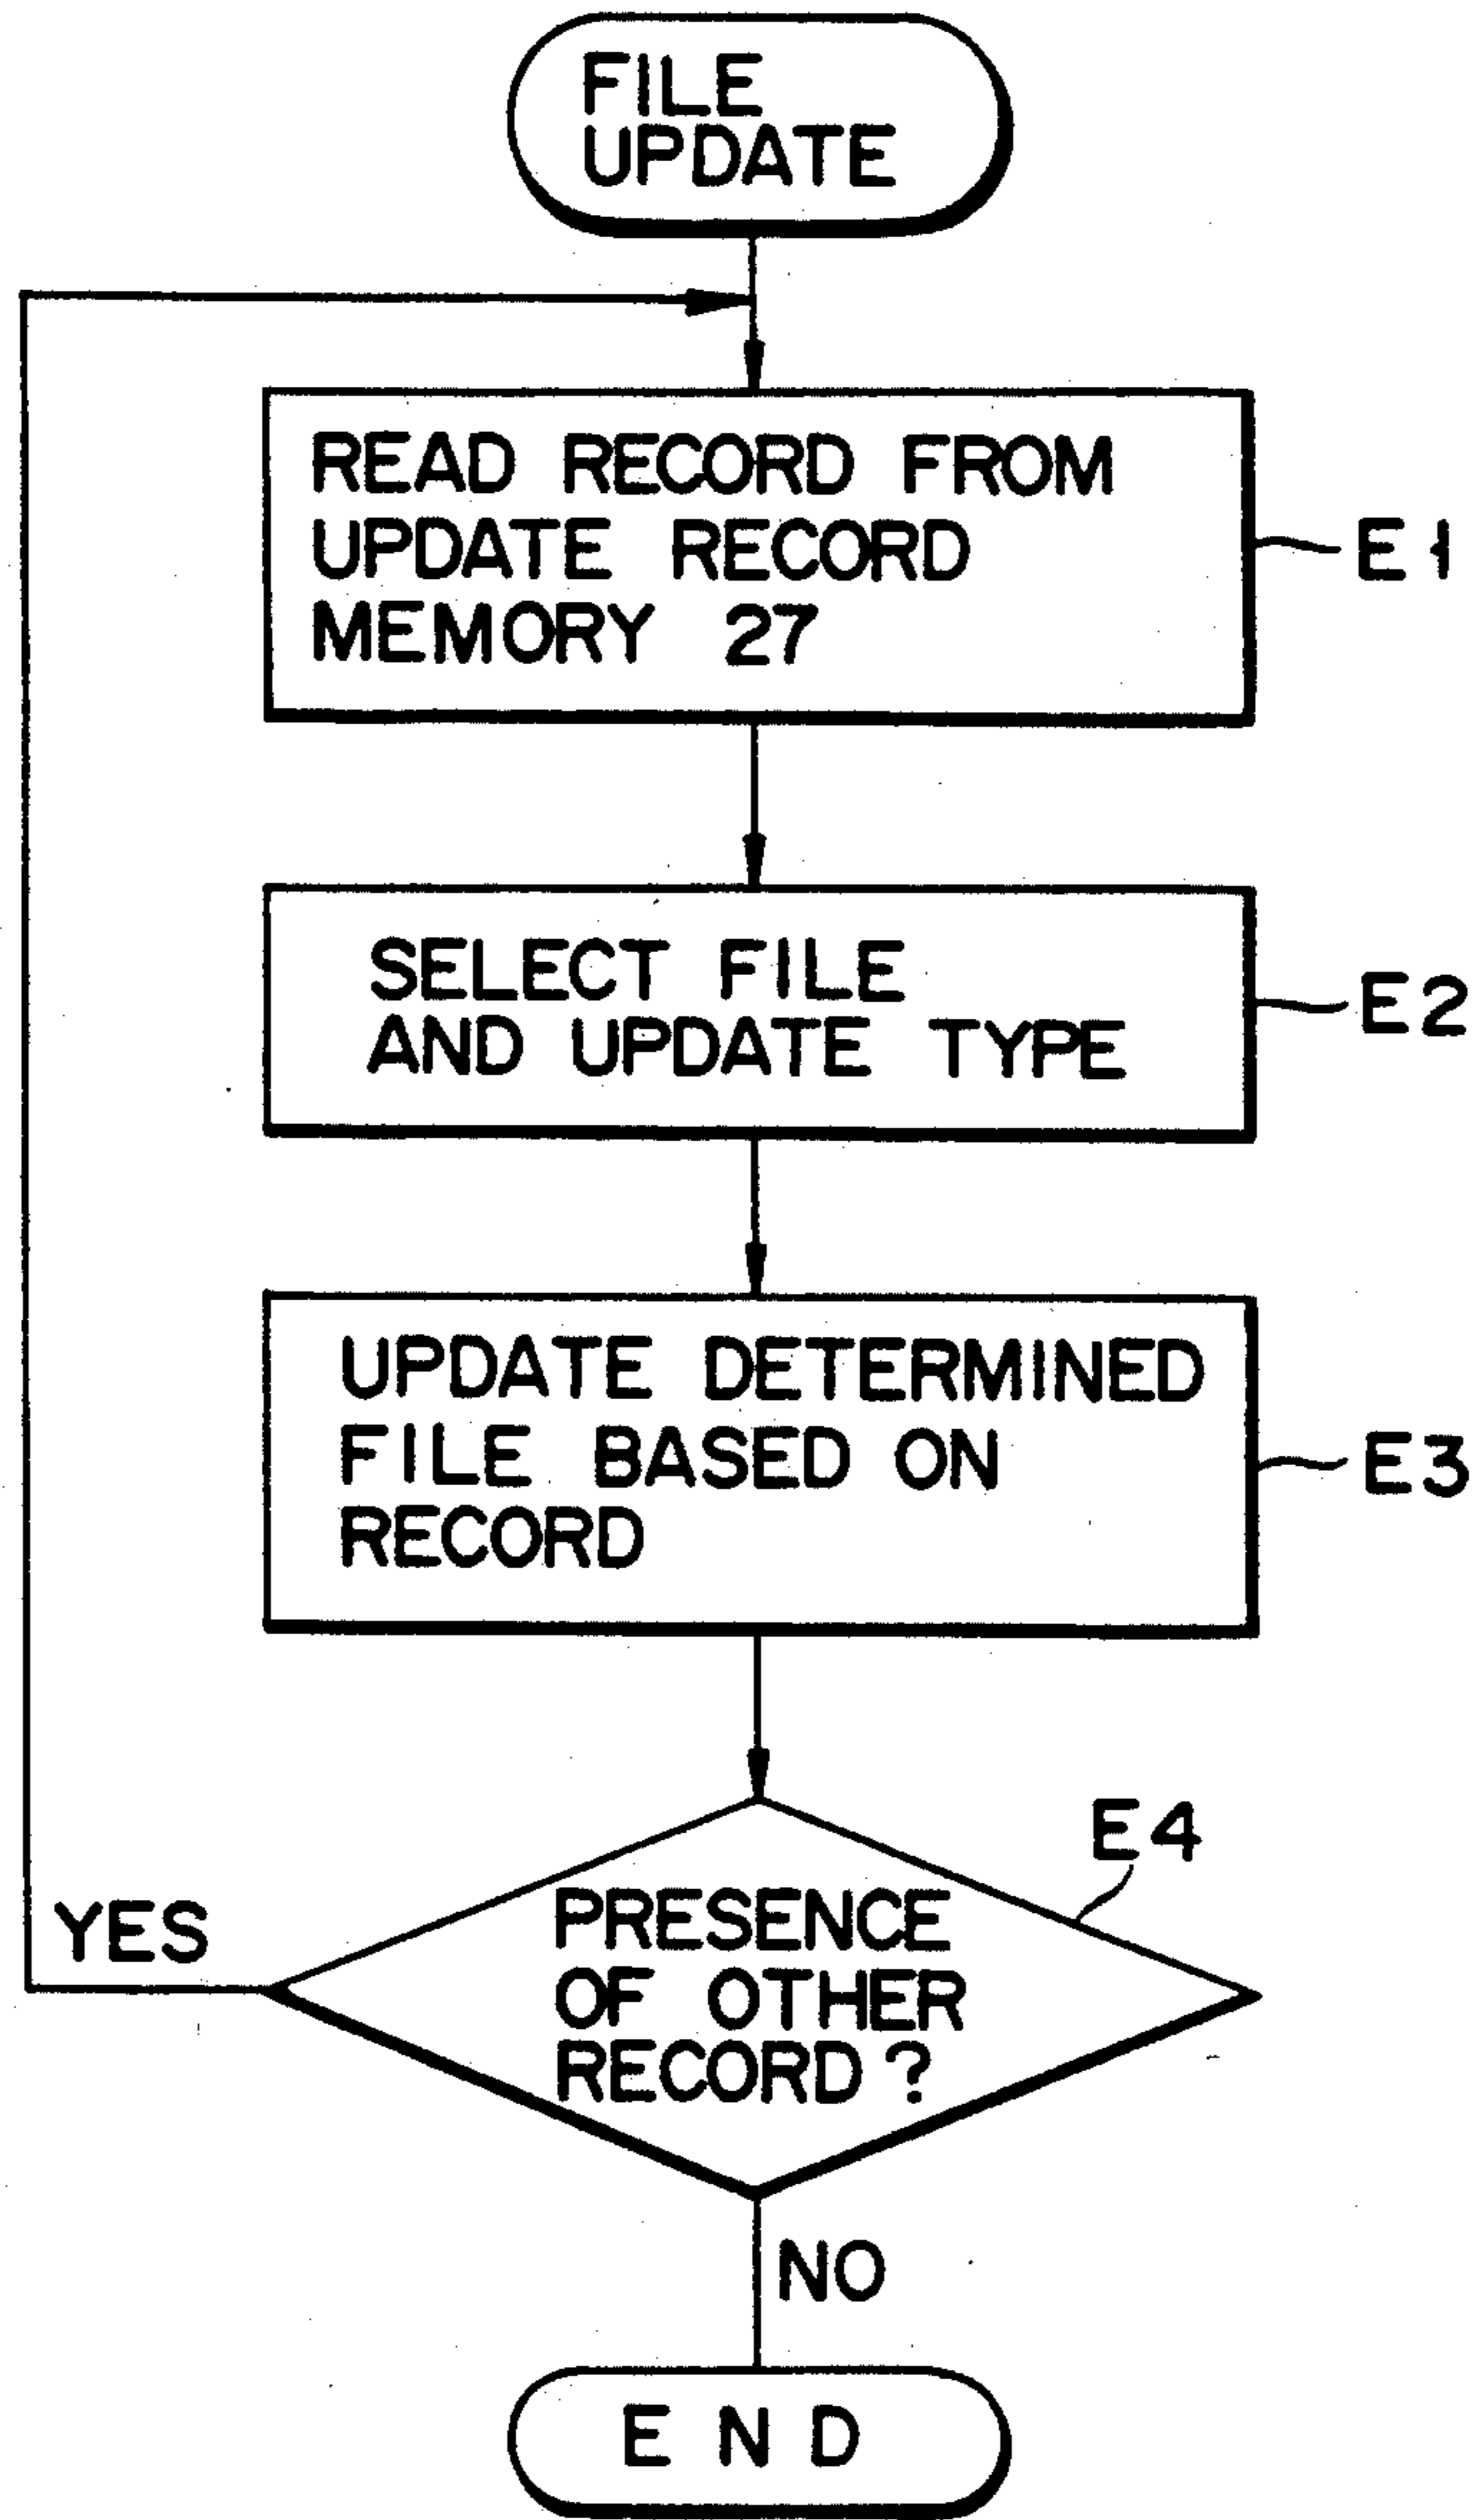 FILE
UPDATE
READ RECORD FROM
UPDATE RECORD
MEMORY 27
E1
SELECT FILE
AND UPDATE TYPE
E2
UPDATE DETERMINED
FILE BASED ON
RECORD
E3
E4
PRESENCE
OF OTHER
RECORD?
YES
NO
END